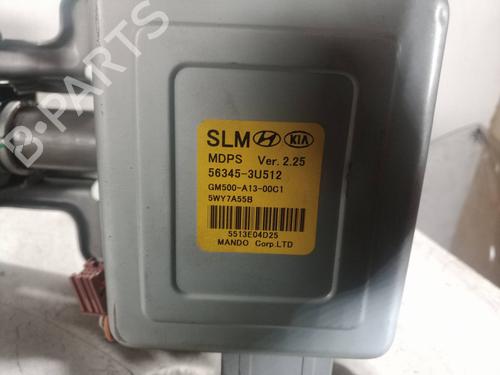 B-PARTS
SLM KIA
MDPS Ver. 2.25
56345-3U512
GM500-A13-00C1
5WY7A55B
5513E04D25
MANDO Corp.LTD